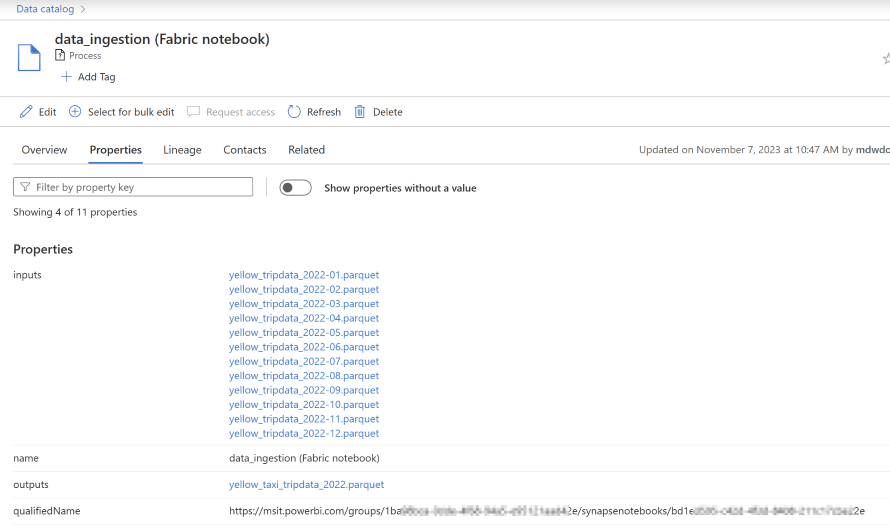 Data catalog >
data_ingestion (Fabric notebook)
Process
+ Add Tag
Edit Select for bulk edit Request access Refresh Delete
Overview Properties Lineage Contacts Related Updated on November 7, 2023 at 10:47 AM by mdwdo
Filter by property key Show properties without a value
Showing 4 of 11 properties
Properties
inputs yellow_tripdata_2022-01.parquet
yellow_tripdata_2022-02.parquet
yellow_tripdata_2022-03.parquet
yellow_tripdata_2022-04.parquet
yellow_tripdata_2022-05.parquet
yellow_tripdata_2022-06.parquet
yellow_tripdata_2022-07.parquet
yellow_tripdata_2022-08.parquet
yellow_tripdata_2022-09.parquet
yellow_tripdata_2022-10.parquet
yellow_tripdata_2022-11.parquet
yellow_tripdata_2022-12.parquet
name data_ingestion (Fabric notebook)
outputs yellow_taxi_tripdata_2022.parquet
qualifiedName https://msit.powerbi.com/groups/1ba 2e/synapsenotebooks/bd1e 2e